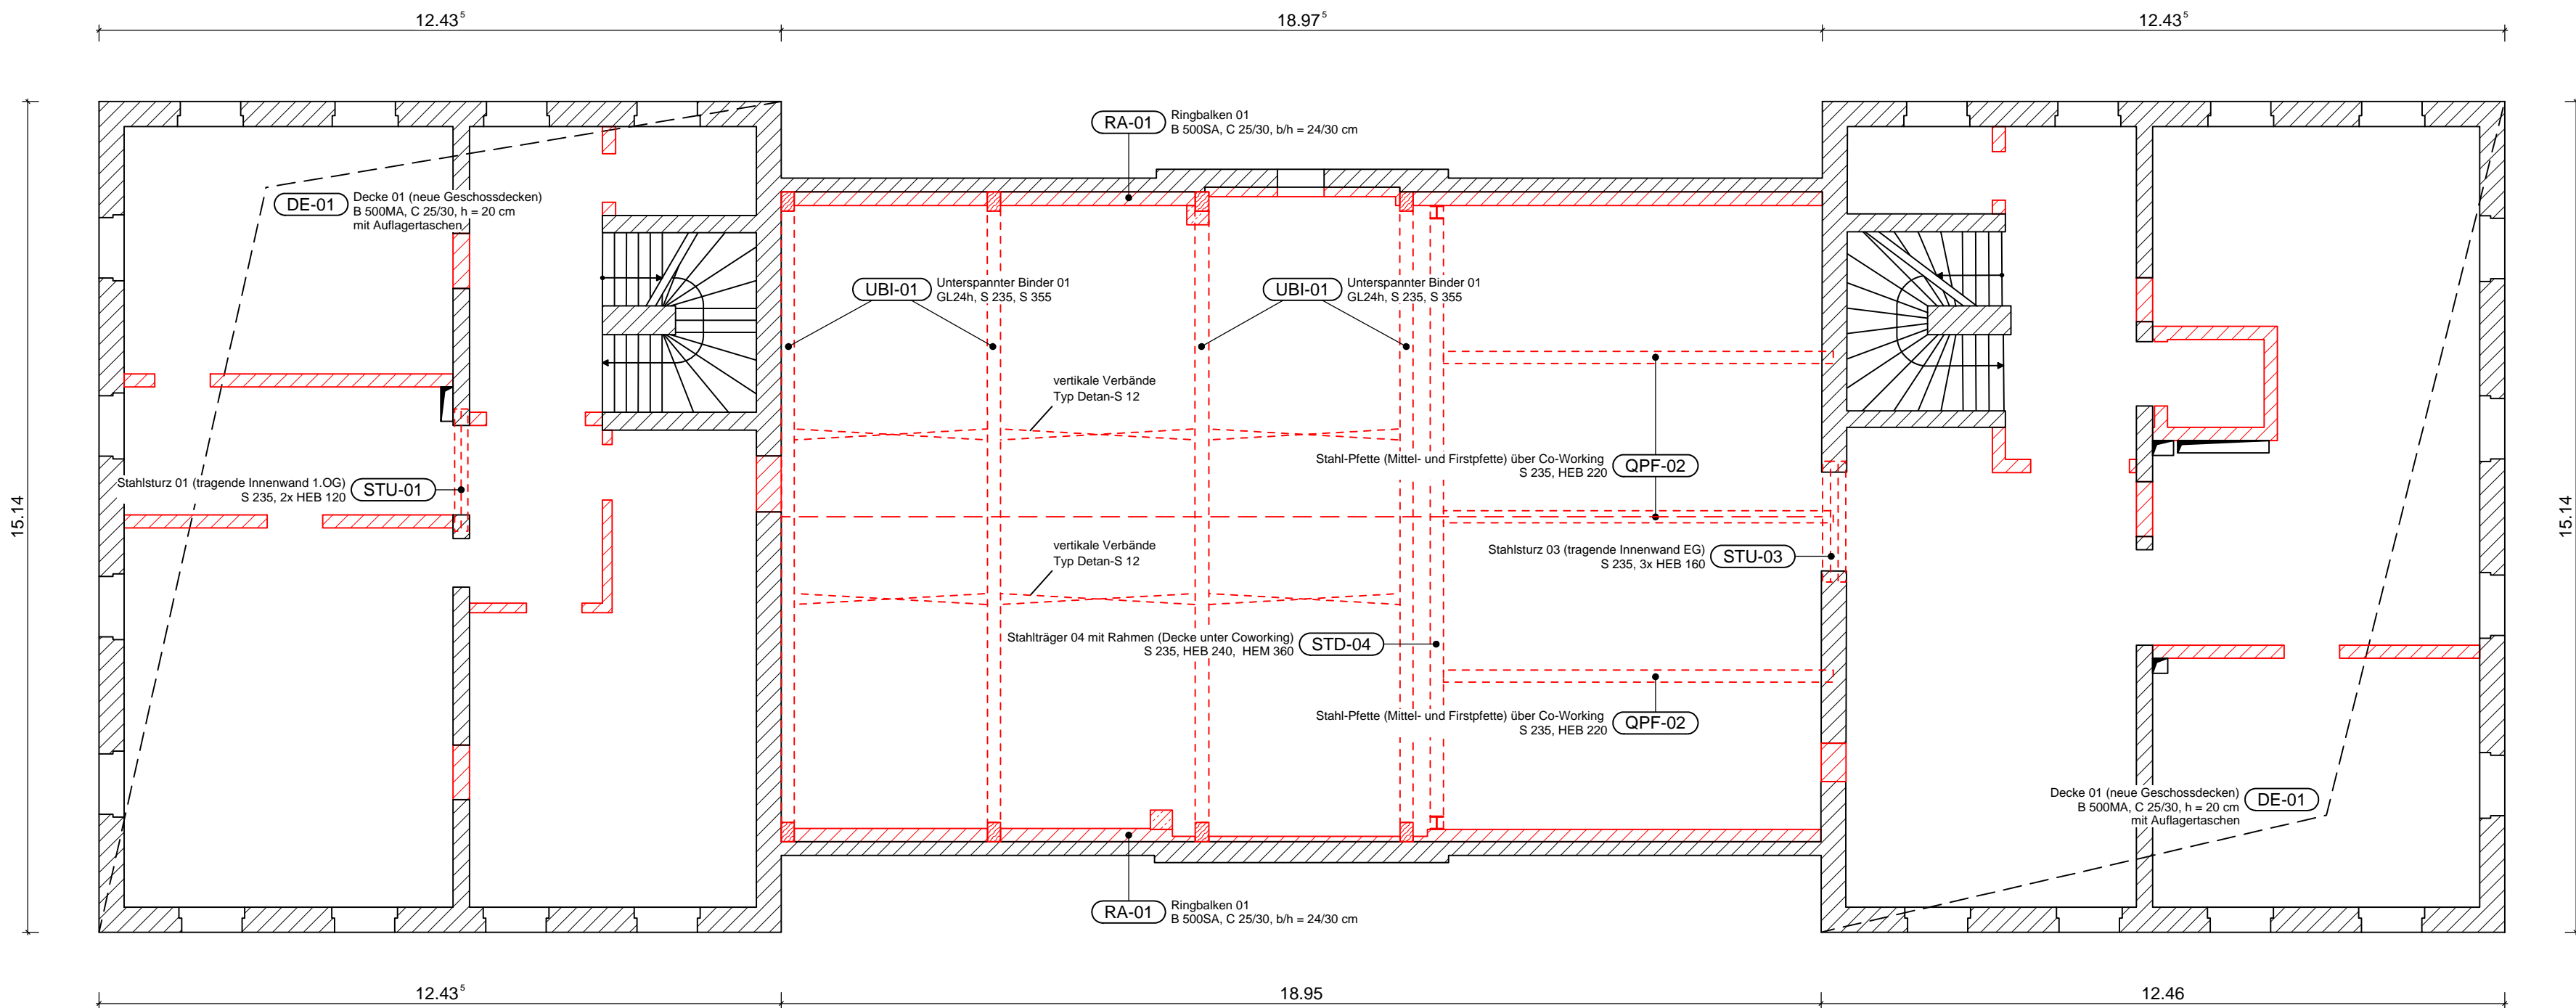 12.43⁵
18.97⁵
12.43⁵
RA-01
Ringbalken 01
B 500SA, C 25/30, b/h = 24/30 cm
DE-01
Decke 01 (neue Geschossdecken)
B 500MA, C 25/30, h = 20 cm
mit Auflagertaschen
UBI-01
Unterspannter Binder 01
GL24h, S 235, S 355
UBI-01
Unterspannter Binder 01
GL24h, S 235, S 355
vertikale Verbände
Typ Detan-S 12
Stahl-Pfette (Mittel- und Firstpfette) über Co-Working
S 235, HEB 220
QPF-02
Stahlsturz 01 (tragende Innenwand 1.OG)
S 235, 2x HEB 120
STU-01
15.14
15.14
vertikale Verbände
Typ Detan-S 12
Stahlsturz 03 (tragende Innenwand EG)
S 235, 3x HEB 160
STU-03
Stahlträger 04 mit Rahmen (Decke unter Coworking)
S 235, HEB 240, HEM 360
STD-04
Stahl-Pfette (Mittel- und Firstpfette) über Co-Working
S 235, HEB 220
QPF-02
Decke 01 (neue Geschossdecken)
B 500MA, C 25/30, h = 20 cm
mit Auflagertaschen
DE-01
RA-01
Ringbalken 01
B 500SA, C 25/30, b/h = 24/30 cm
12.43⁵
18.95
12.46